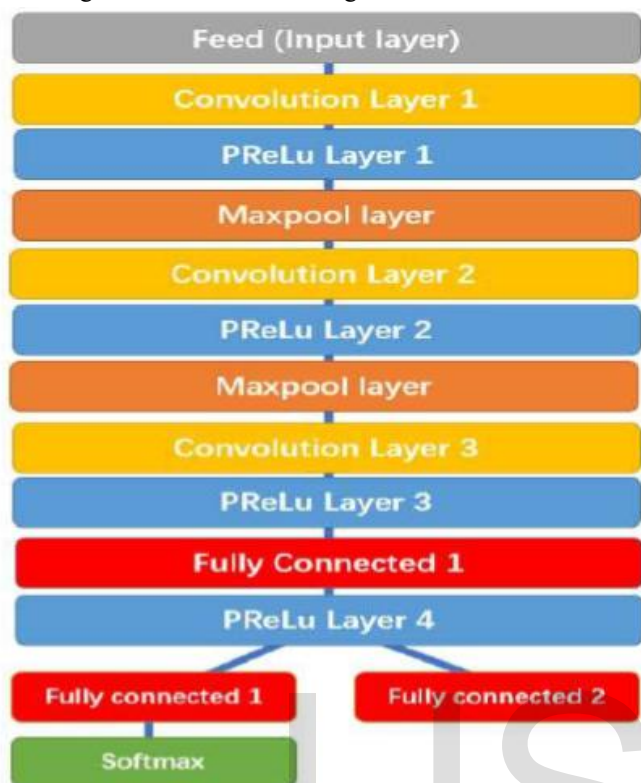 Feed (Input layer)
Convolution Layer 1
PReLu Layer 1
Maxpool layer
Convolution Layer 2
PReLu Layer 2
Maxpool layer
Convolution Layer 3
PReLu Layer 3
Fully Connected 1
PReLu Layer 4
Fully connected 1
Fully connected 2
Softmax